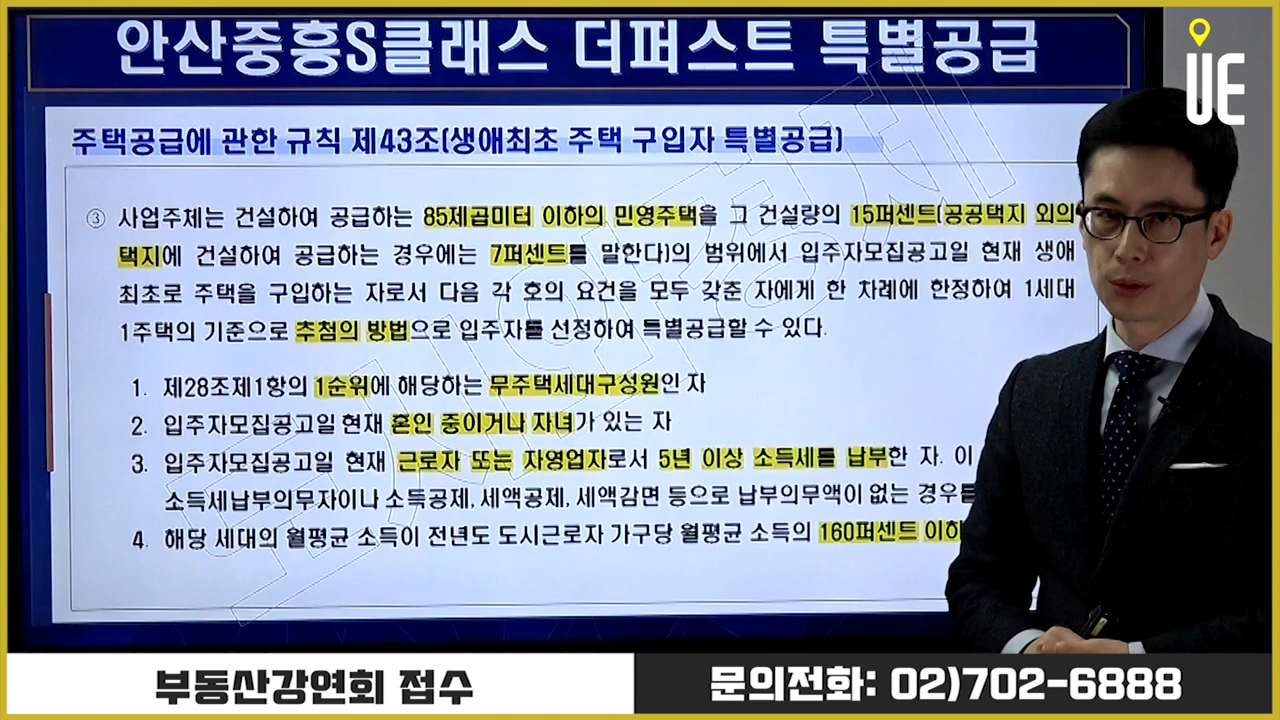 안산중흥S클래스 더퍼스트 특별공급
UE
주택공급에 관한 규칙 제43조(생애최초 주택 구입자 특별공급)
③ 사업주체는 건설하여 공급하는 85제곱미터 이하의 민영주택을 그 건설량의 15퍼센트(공공택지 외의
택지에 건설하여 공급하는 경우에는 7퍼센트를 말한다)의 범위에서 입주자모집공고일 현재 생애
최초로 주택을 구입하는 자로서 다음 각 호의 요건을 모두 갖춘 자에게 한 차례에 한정하여 1세대
1주택의 기준으로 추첨의 방법으로 입주자를 선정하여 특별공급할 수 있다.
1. 제28조제1항의 1순위에 해당하는 무주택세대구성원인 자
2. 입주자모집공고일 현재 혼인 중이거나 자녀가 있는 자
3. 입주자모집공고일 현재 근로자 또는 자영업자로서 5년 이상 소득세를 납부한 자. 이
소득세납부의무자이나 소득공제, 세액공제, 세액감면 등으로 납부의무액이 없는 경우를
4. 해당 세대의 월평균 소득이 전년도 도시근로자 가구당 월평균 소득의 160퍼센트 이하
부동산강연회 접수
문의전화: 02)702-6888